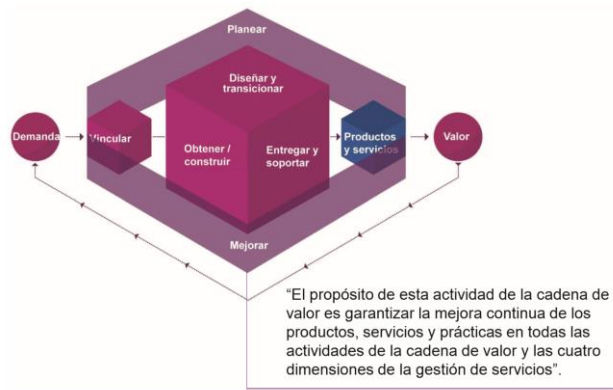 Planear
Diseñar y
transicionar
Demanda
Vincular
Obtener /
construir
Entregar y
soportar
Productos
y servicios
Valor
Mejorar
“El propósito de esta actividad de la cadena de
valor es garantizar la mejora continua de los
productos, servicios y prácticas en todas las
actividades de la cadena de valor y las cuatro
dimensiones de la gestión de servicios”.